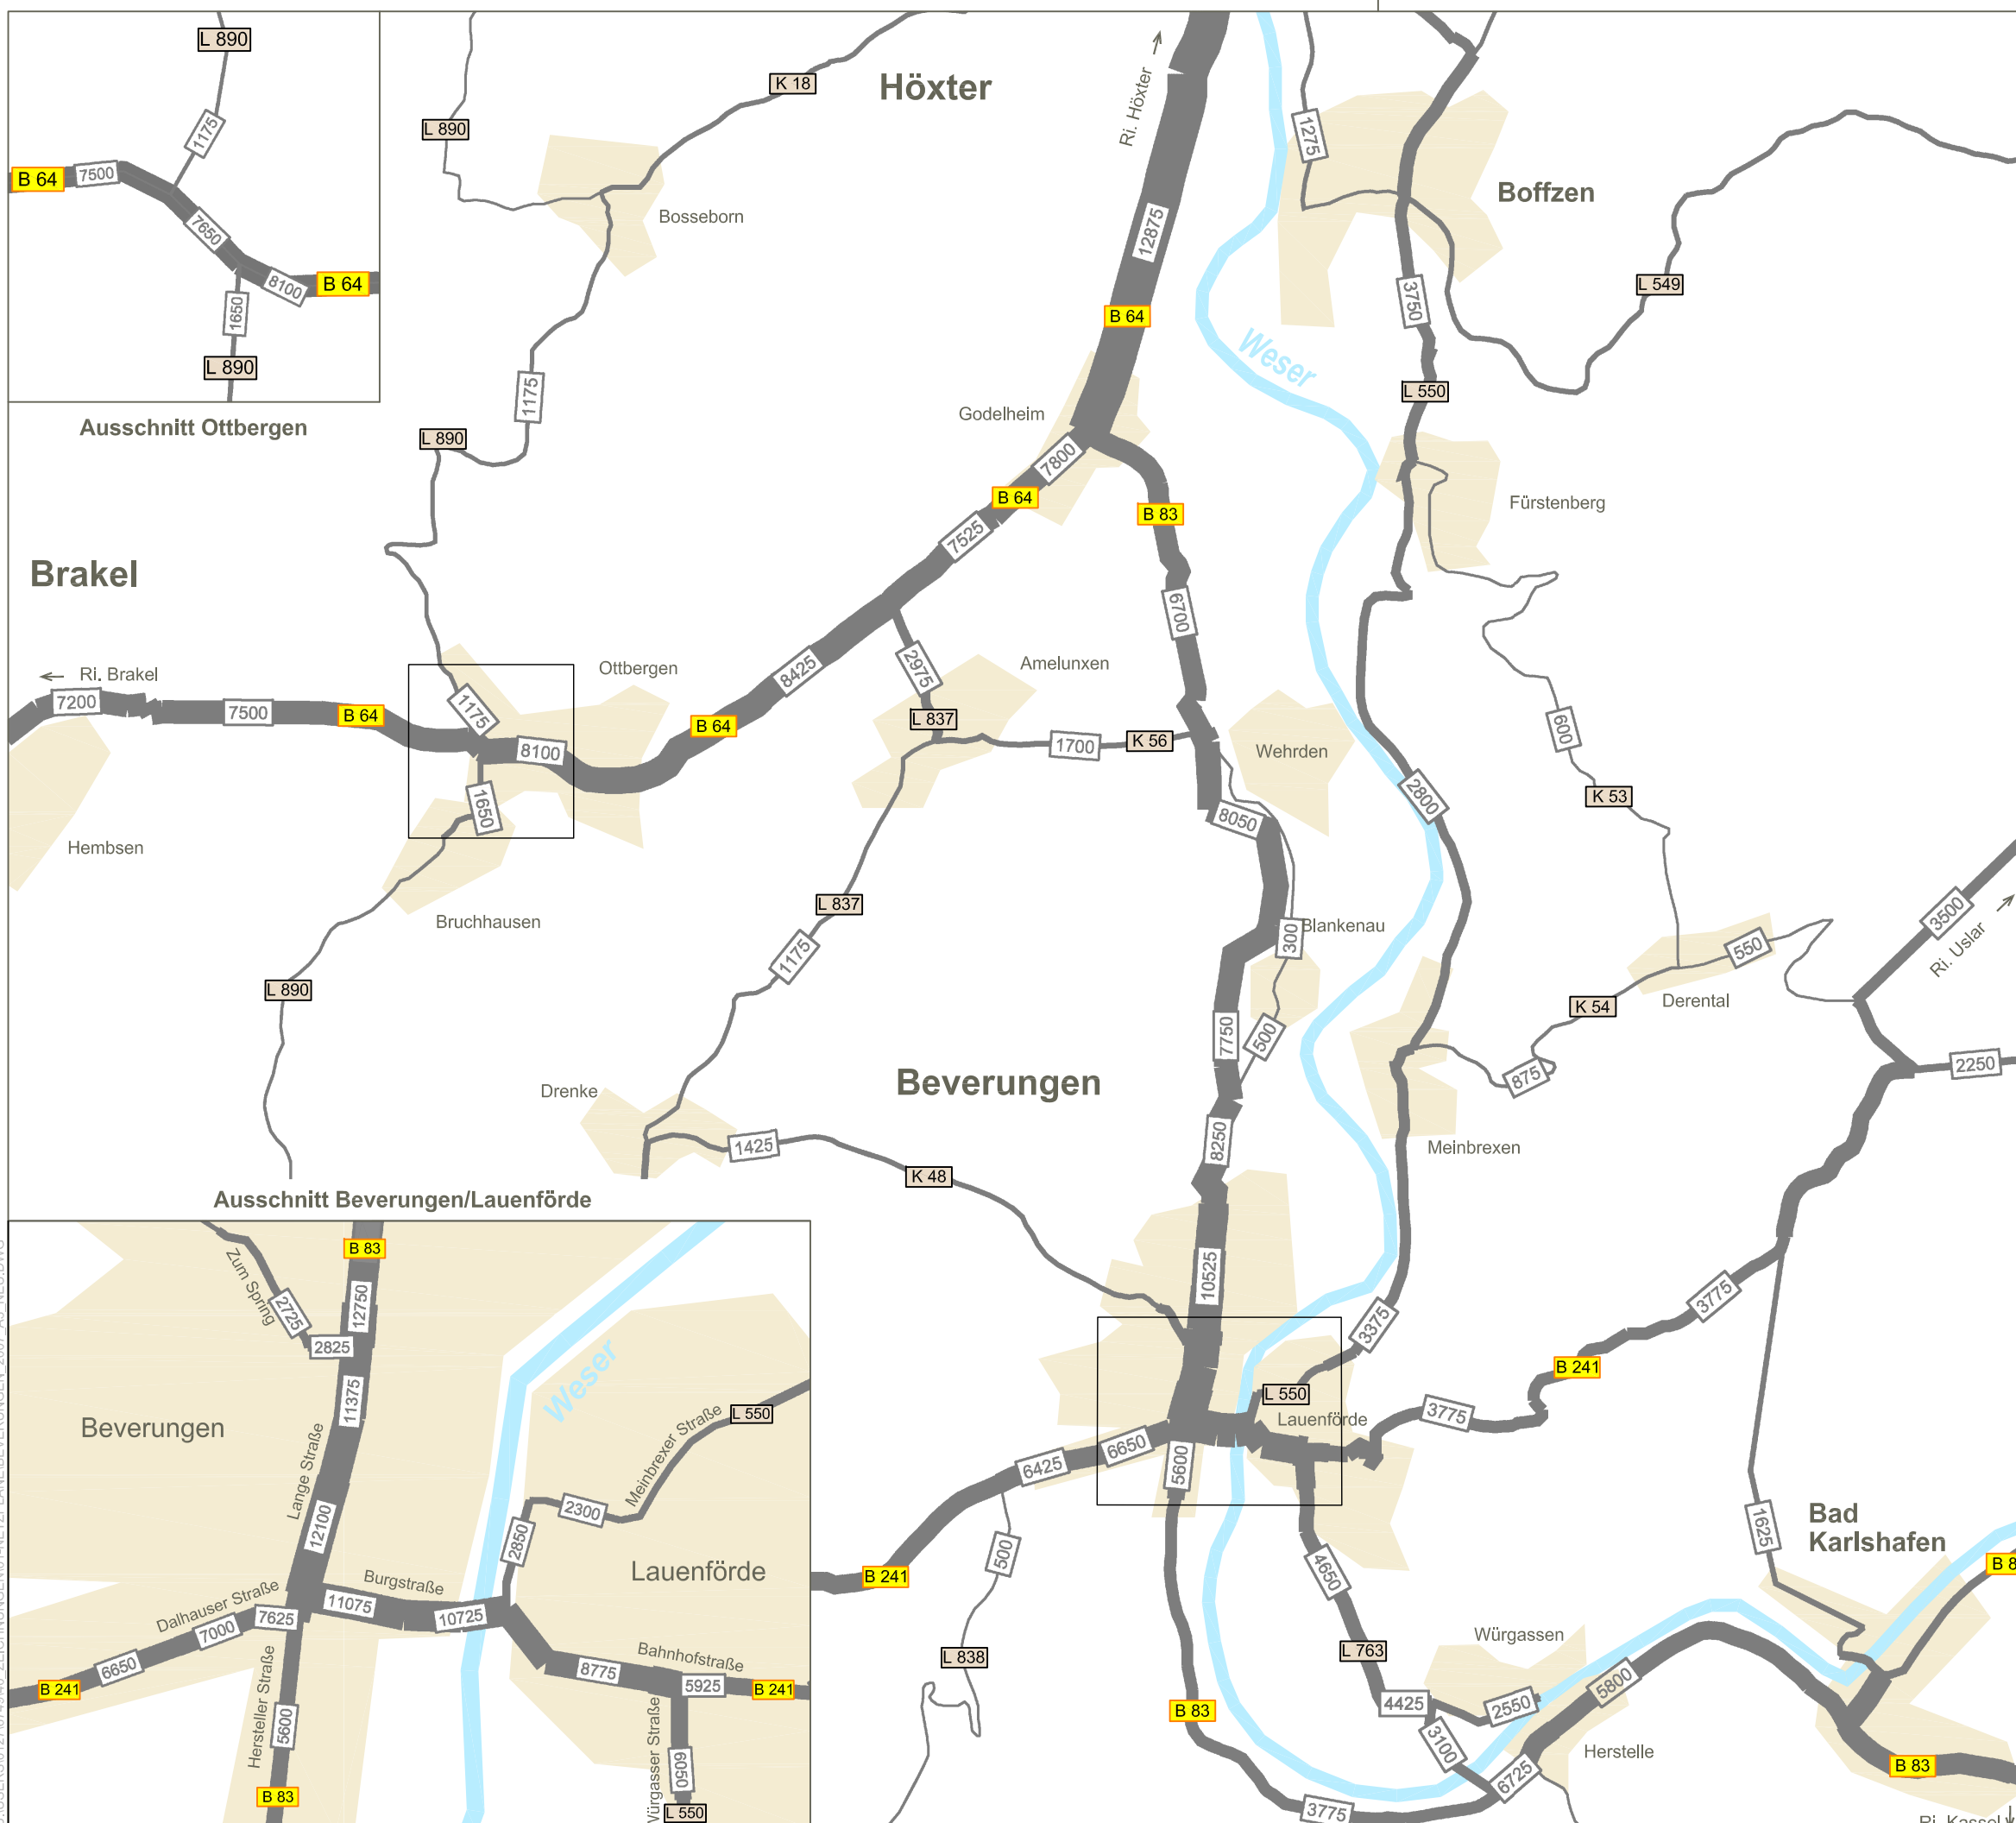 L 890
1175
B 64
7500
7650
8100
B 64
1650
L 890
Ausschnitt Ottbergen
L 890
K 18
Höxter
Ri. Höxter
Bosseborn
12875
B 64
1275
Boffzen
3750
L 549
Weser
L 550
1175
L 890
Godelheim
7800
B 64
7525
B 83
Fürstenberg
Brakel
6700
Ri. Brakel
7200
7500
B 64
1175
Ottbergen
8100
1650
8425
B 64
2975
Amelunxen
L 837
1700
K 56
Wehrden
8050
2800
600
K 53
Hembsen
Bruchhausen
L 890
L 837
1175
300
Blankenau
7750
500
3500
Ri. Uslar
550
Derental
K 54
875
2250
Drenke
Beverungen
1425
K 48
8250
Meinbrexen
10525
3375
3775
B 241
L 550
Lauenförde
3775
6650
6425
5600
500
B 241
L 838
4650
L 763
1625
Bad
Karlshafen
B 8
Würgassen
4425
2550
5800
3100
Herstelle
6725
B 83
3775
B 83
Ri. Kassel
Ausschnitt Beverungen/Lauenförde
B 83
Zum Spring
2725
2825
12750
11375
Weser
Beverungen
Lange Straße
12100
Meinbrexer Straße
L 550
2300
2850
Lauenförde
Burgstraße
11075
10725
Dalhauser Straße
7625
7000
6650
B 241
Hersteller Straße
5600
B 83
Bahnhofstraße
8775
5925
B 241
Würgasser Straße
6050
L 550